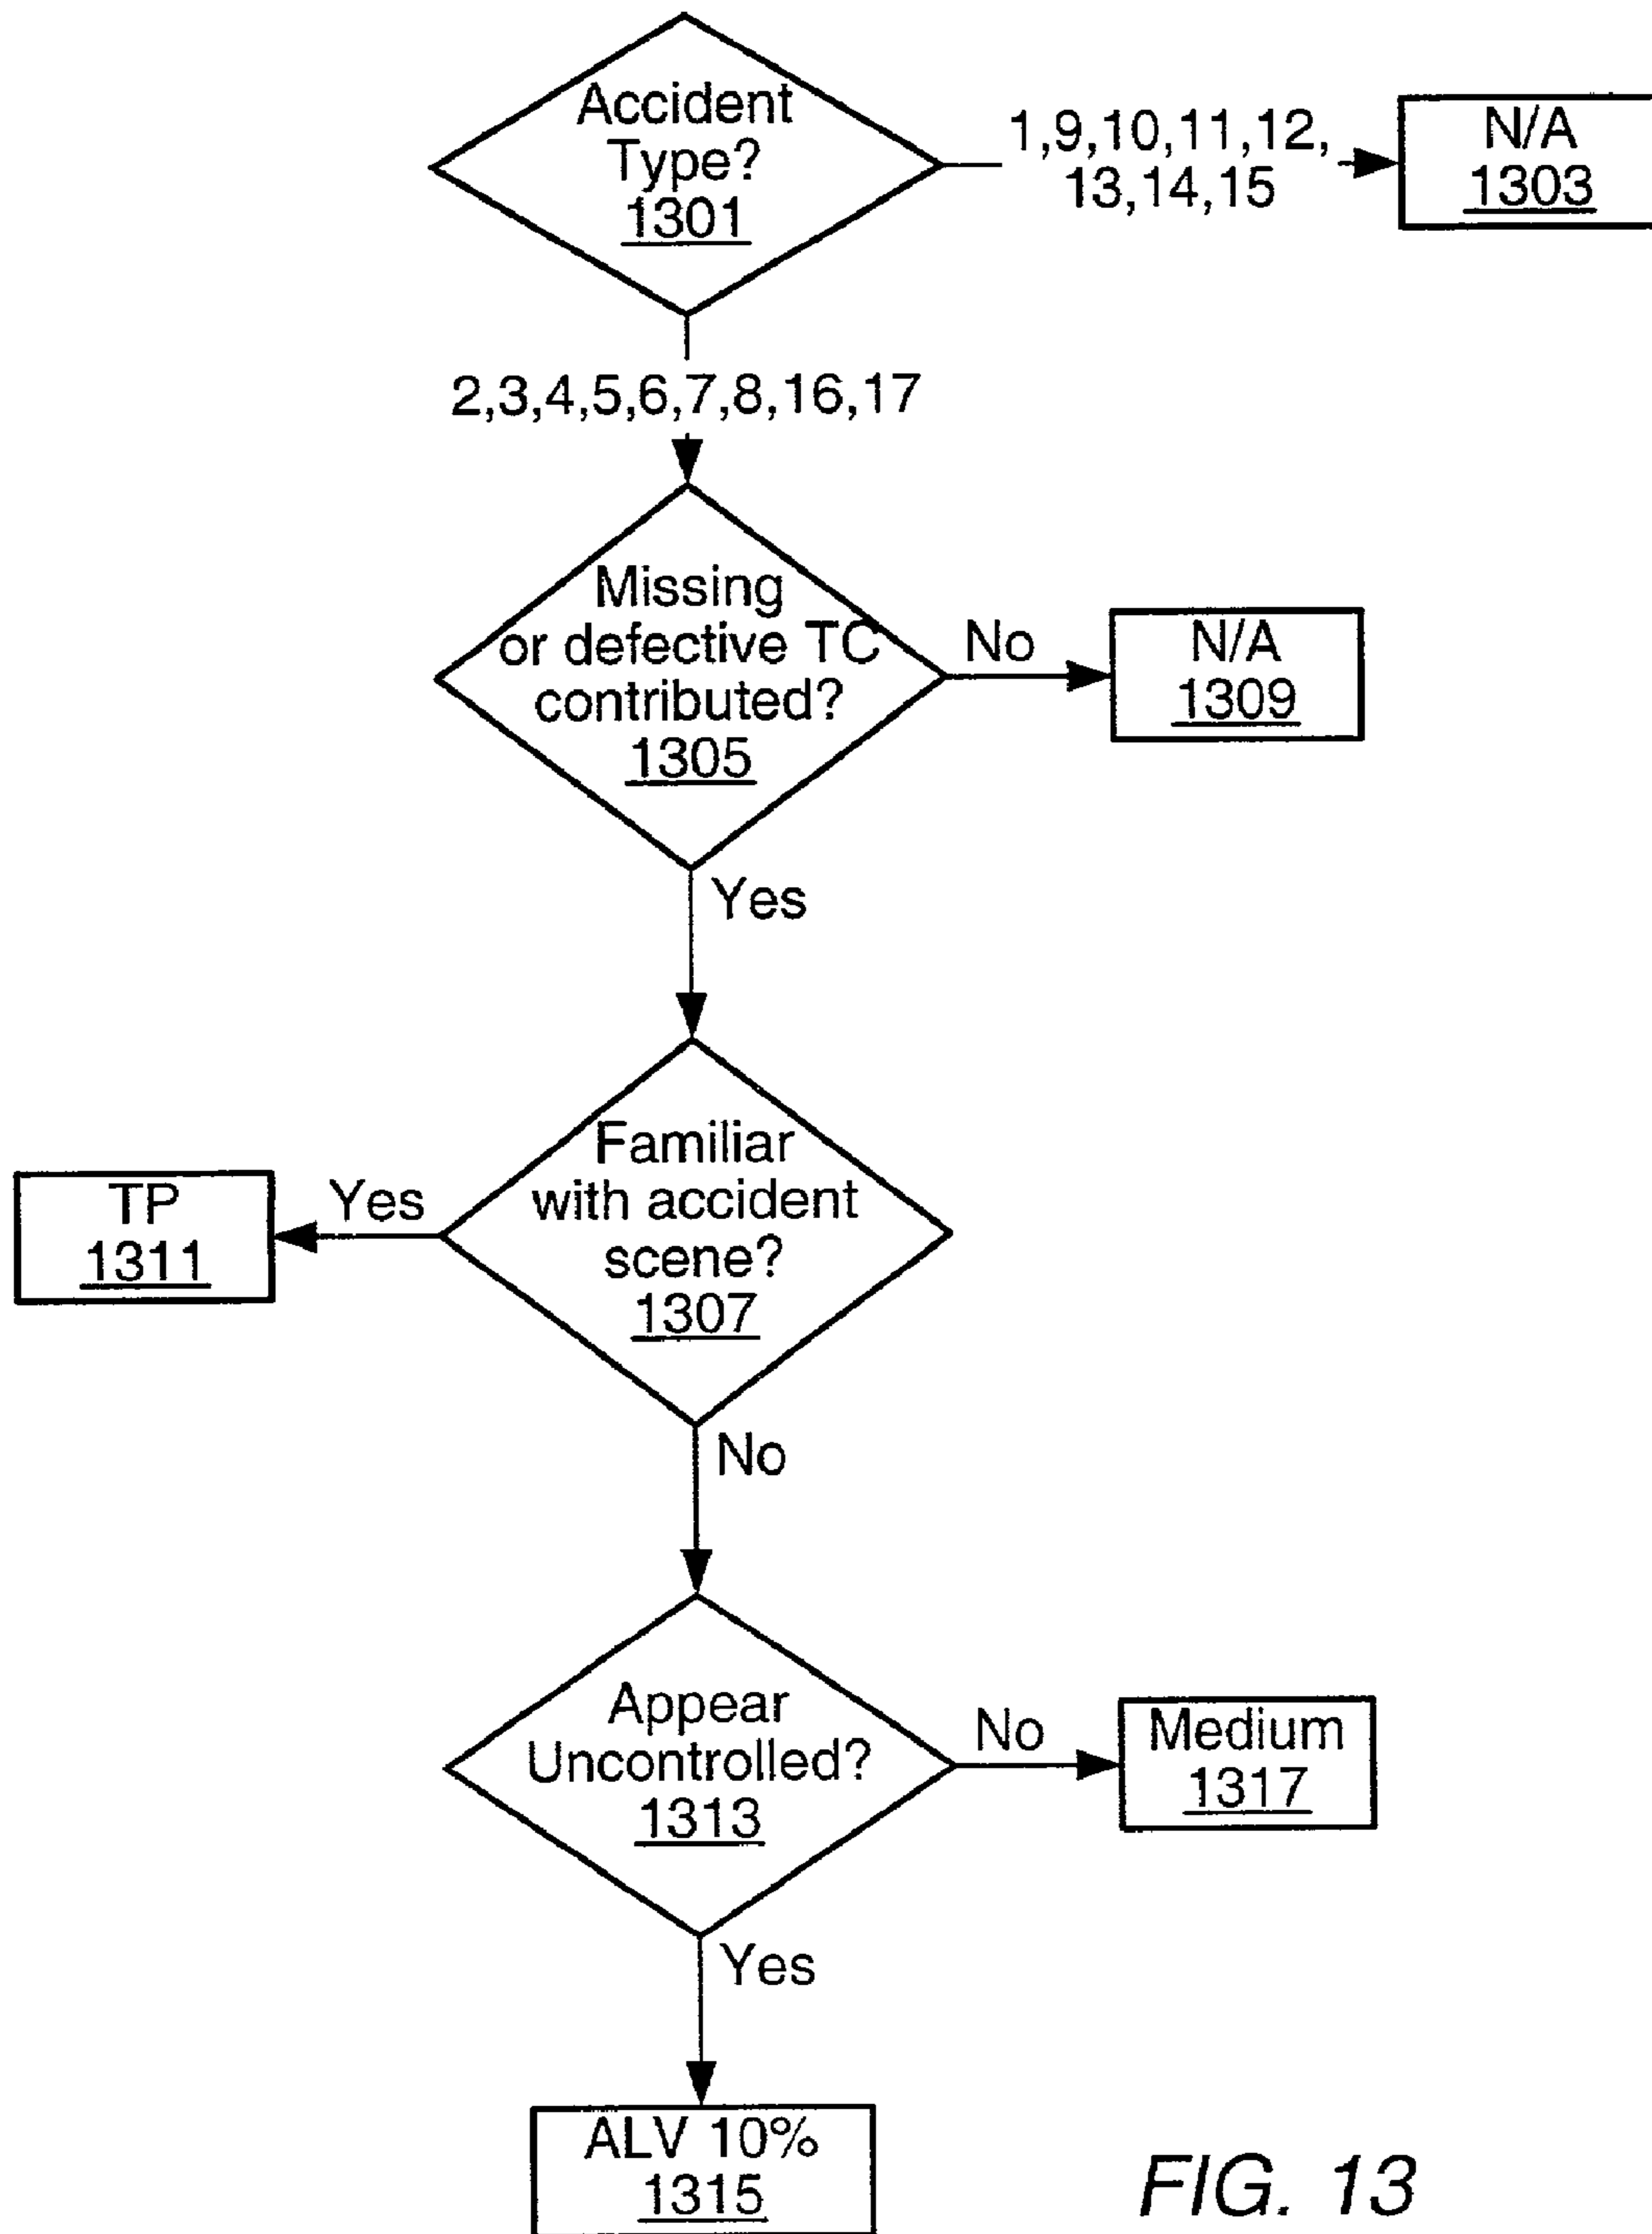 Accident
Type?
1301
1,9,10,11,12,
13,14,15
N/A
1303
2,3,4,5,6,7,8,16,17
Missing
or defective TC
contributed?
1305
No
N/A
1309
Yes
Familiar
with accident
scene?
1307
Yes
TP
1311
No
Appear
Uncontrolled?
1313
No
Medium
1317
Yes
ALV 10%
1315
FIG. 13